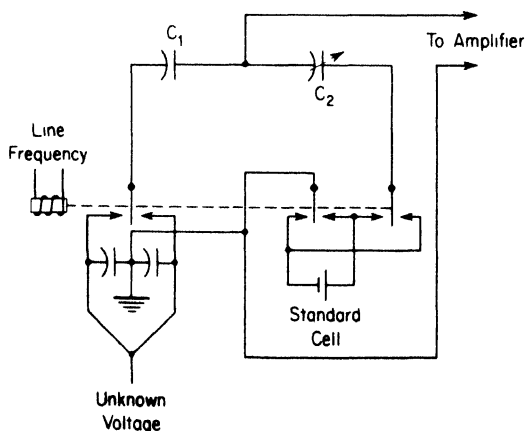 C1
To Amplifier
C2
Line
Frequency
Standard
Cell
Unknown
Voltage